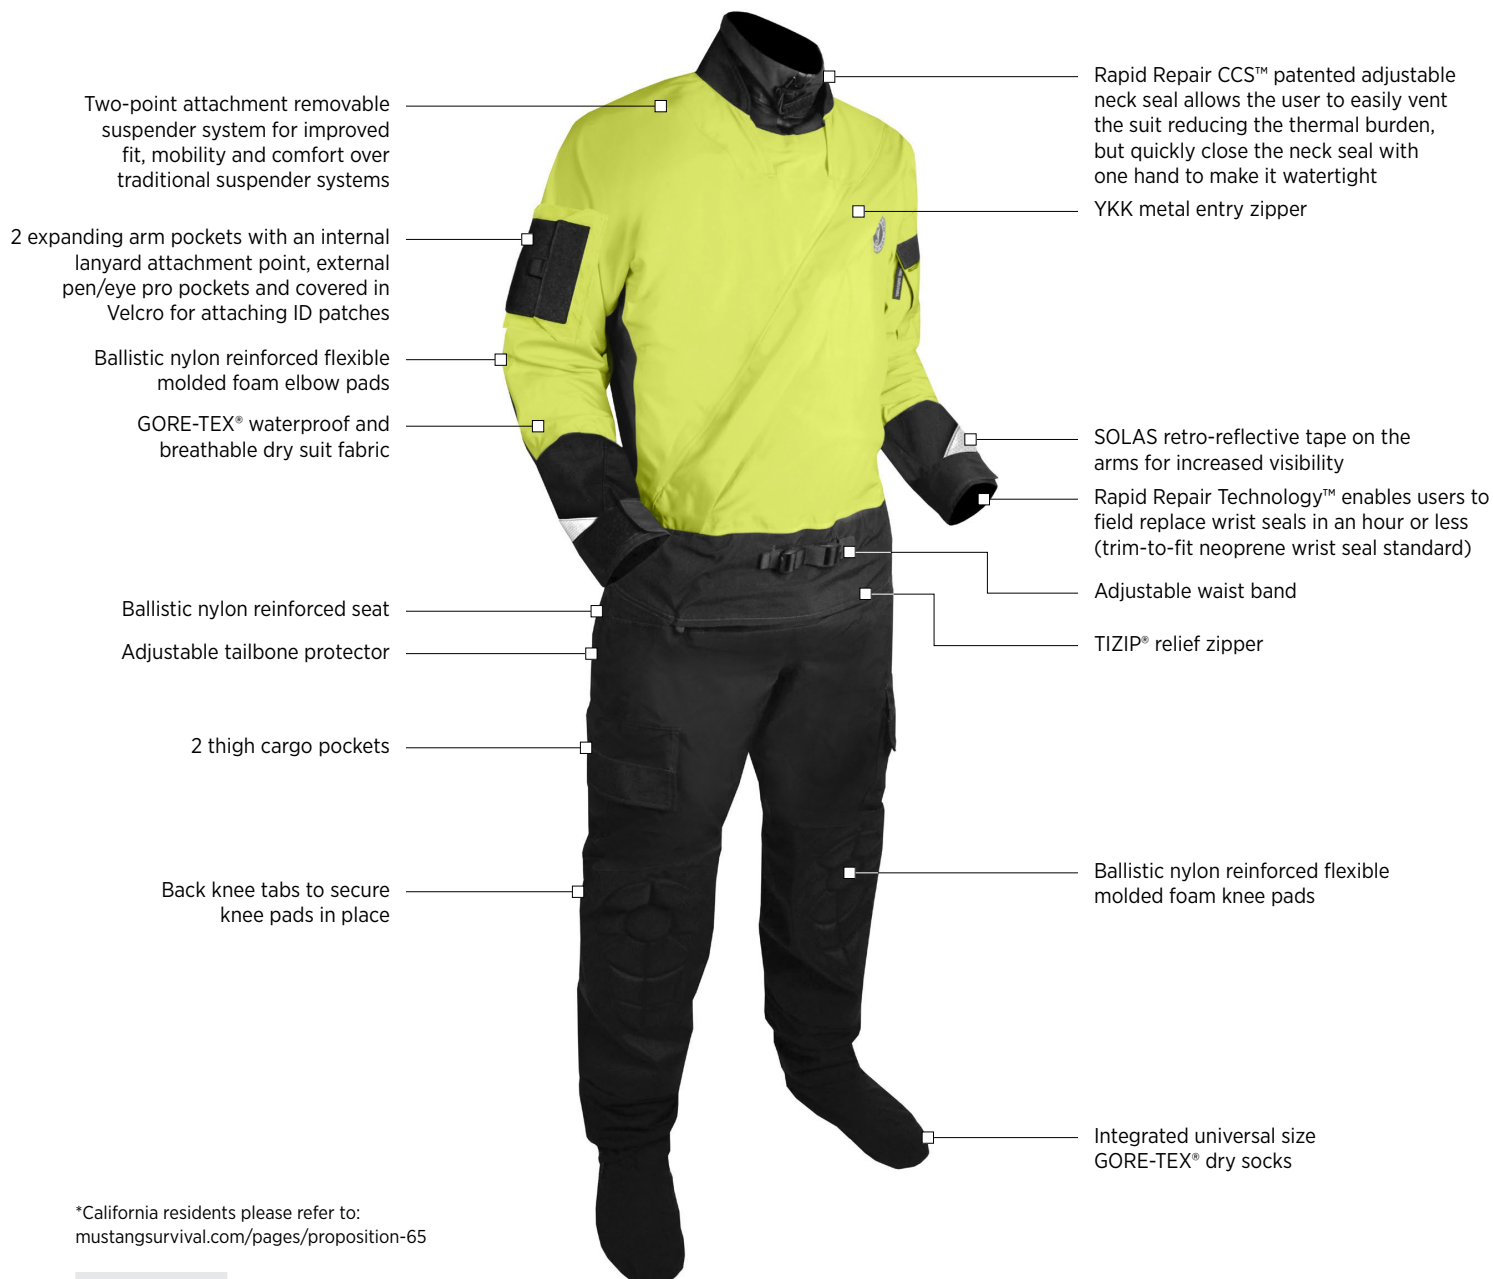 Two-point attachment removable
suspender system for improved
fit, mobility and comfort over
traditional suspender systems
2 expanding arm pockets with an internal
lanyard attachment point, external
pen/eye pro pockets and covered in
Velcro for attaching ID patches
Ballistic nylon reinforced flexible
molded foam elbow pads
GORE-TEX® waterproof and
breathable dry suit fabric
Ballistic nylon reinforced seat
Adjustable tailbone protector
2 thigh cargo pockets
Back knee tabs to secure
knee pads in place
Rapid Repair CCS™ patented adjustable
neck seal allows the user to easily vent
the suit reducing the thermal burden,
but quickly close the neck seal with
one hand to make it watertight
YKK metal entry zipper
SOLAS retro-reflective tape on the
arms for increased visibility
Rapid Repair Technology™ enables users to
field replace wrist seals in an hour or less
(trim-to-fit neoprene wrist seal standard)
Adjustable waist band
TIZIP® relief zipper
Ballistic nylon reinforced flexible
molded foam knee pads
Integrated universal size
GORE-TEX® dry socks
*California residents please refer to:
mustangsurvival.com/pages/proposition-65